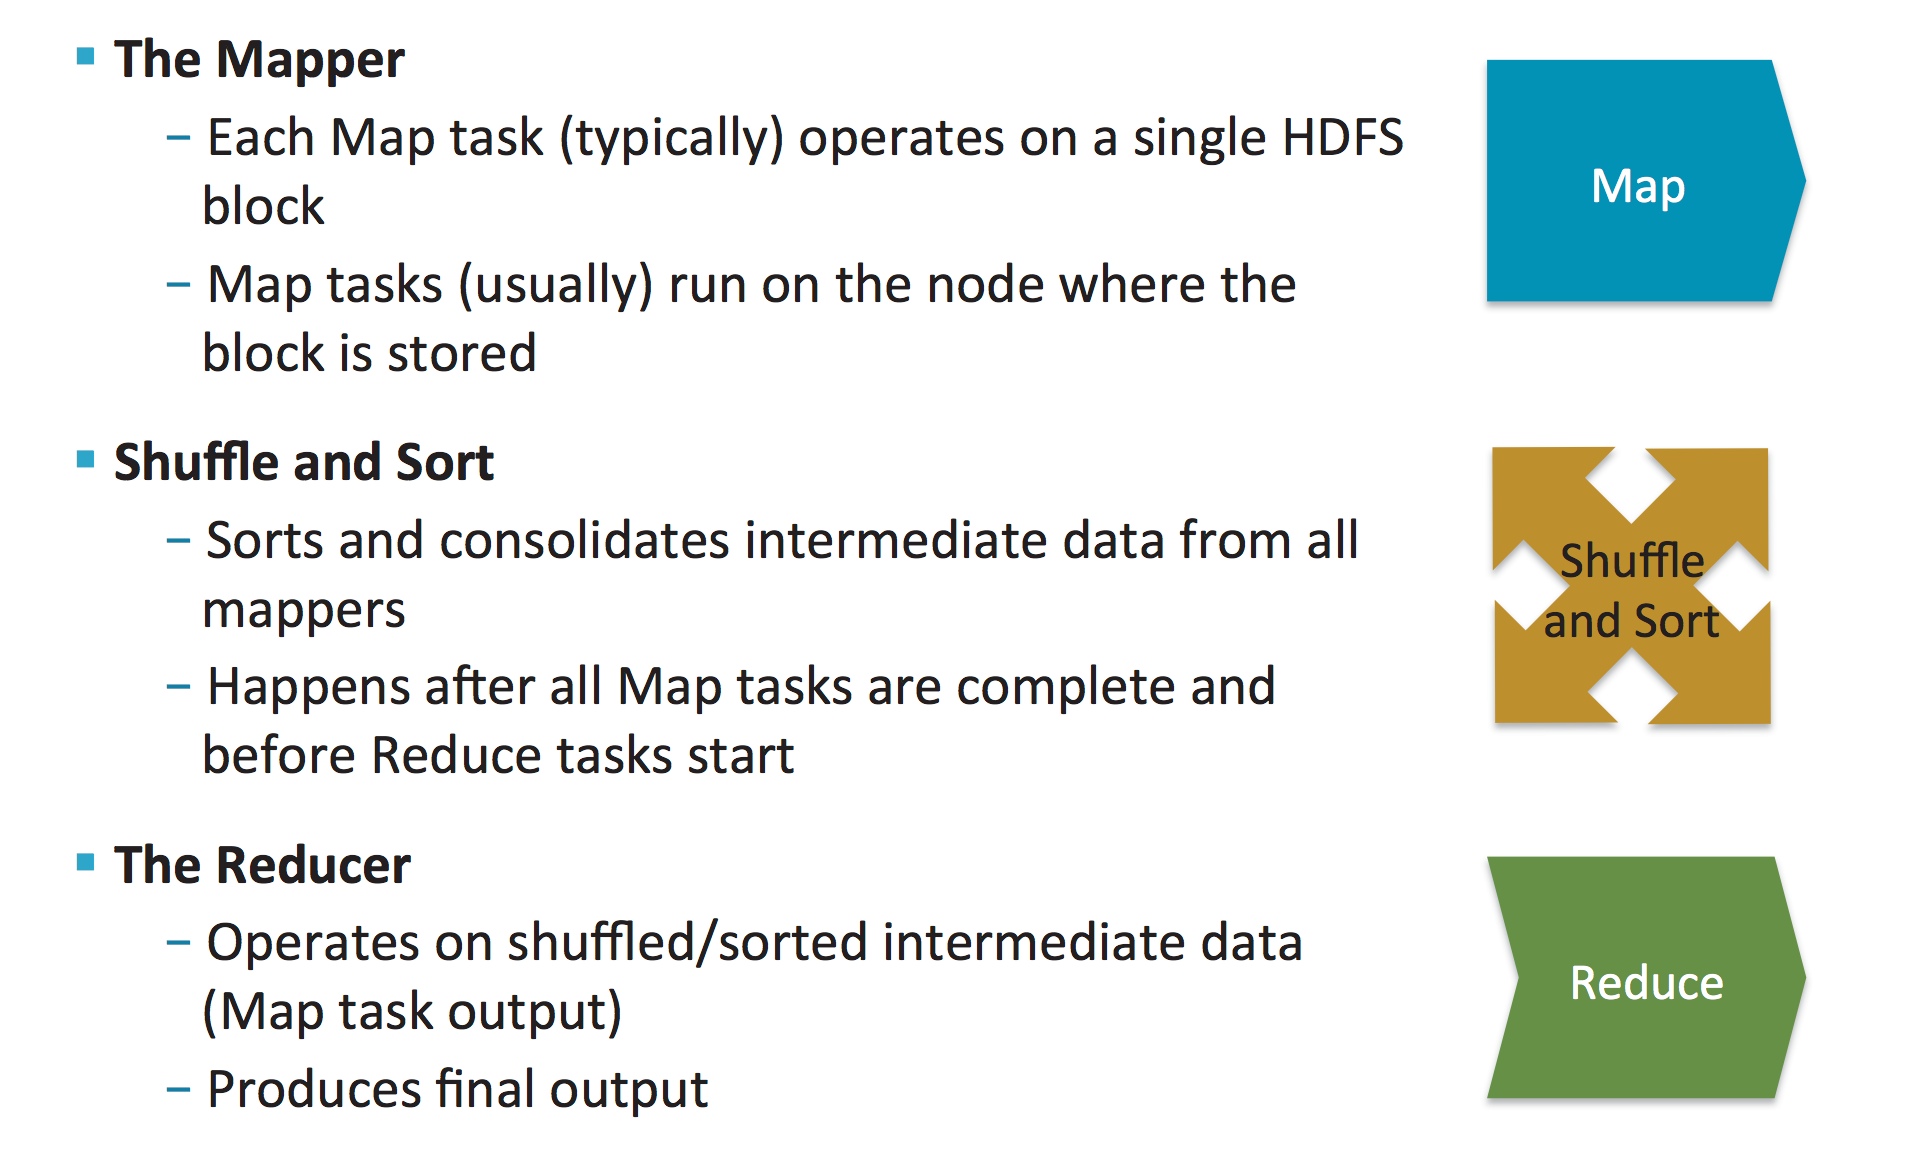 ▪ The Mapper
– Each Map task (typically) operates on a single HDFS
block
– Map tasks (usually) run on the node where the
block is stored
Map
▪ Shuffle and Sort
– Sorts and consolidates intermediate data from all
mappers
– Happens after all Map tasks are complete and
before Reduce tasks start
Shuffle
and Sort
▪ The Reducer
– Operates on shuffled/sorted intermediate data
(Map task output)
– Produces final output
Reduce